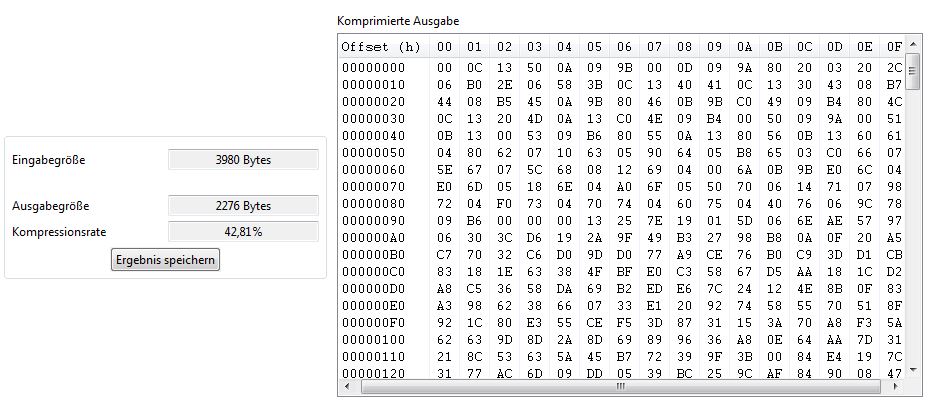 Komprimierte Ausgabe
Offset (h) 00 01 02 03 04 05 06 07 08 09 0A 0B 0C 0D 0E 0F
00000000 00 0C 13 50 0A 09 9B 00 0D 09 9A 80 20 03 20 2C
00000010 06 B0 2E 06 58 3B 0C 13 40 41 0C 13 30 43 08 B7
00000020 44 08 B5 45 0A 9B 80 46 0B 9B C0 49 09 B4 80 4C
00000030 0C 13 20 4D 0A 13 C0 4E 09 B4 00 50 09 9A 00 51
00000040 0B 13 00 53 09 B6 80 55 0A 13 80 56 0B 13 60 61
00000050 04 80 62 07 10 63 05 90 64 05 B8 65 03 C0 66 07
Eingabegröße 3980 Bytes
00000060 5E 67 07 5C 68 08 12 69 04 00 6A 0B 9B E0 6C 04
00000070 E0 6D 05 18 6E 04 A0 6F 05 50 70 06 14 71 07 98
Ausgabegröße 2276 Bytes
00000080 72 04 F0 73 04 70 74 04 60 75 04 40 76 06 9C 78
00000090 09 B6 00 00 00 13 25 7E 19 01 5D 06 6E AE 57 97
Kompressionsrate 42,81%
000000A0 06 30 3C D6 19 2A 9F 49 B3 27 98 B8 0A 0F 20 A5
000000B0 C7 70 32 C6 D0 9D D0 77 A9 CE 76 B0 C9 3D D1 CB
Ergebnis speichern
000000C0 83 18 1E 63 38 4F BF E0 C3 58 67 D5 AA 18 1C D2
000000D0 A8 C5 36 58 DA 69 B2 ED E6 7C 24 12 4E 8B 0F 83
000000E0 A3 98 62 38 66 07 33 E1 20 92 74 58 55 70 51 8F
000000F0 92 1C 80 E3 55 CE F5 3D 87 31 15 3A 70 A8 F3 5A
00000100 62 63 9D 8D 2A 8D 69 89 96 36 A8 0E 64 AA 7D 31
00000110 21 8C 53 63 5A 45 B7 72 39 9F 3B 00 84 E4 19 7C
00000120 31 77 AC 6D 09 DD 05 39 BC 25 9C AF 84 90 08 47